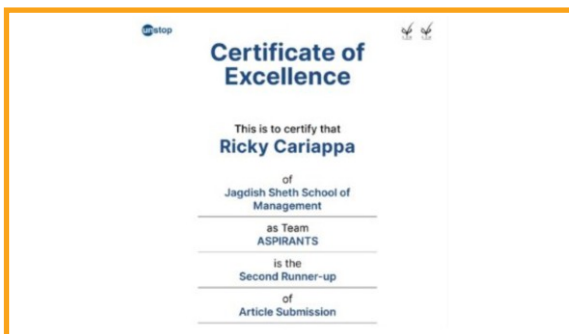 unstop
Certificate of
Excellence
This is to certify that
Ricky Cariappa
of
Jagdish Sheth School of
Management
as Team
ASPIRANTS
is the
Second Runner-up
of
Article Submission